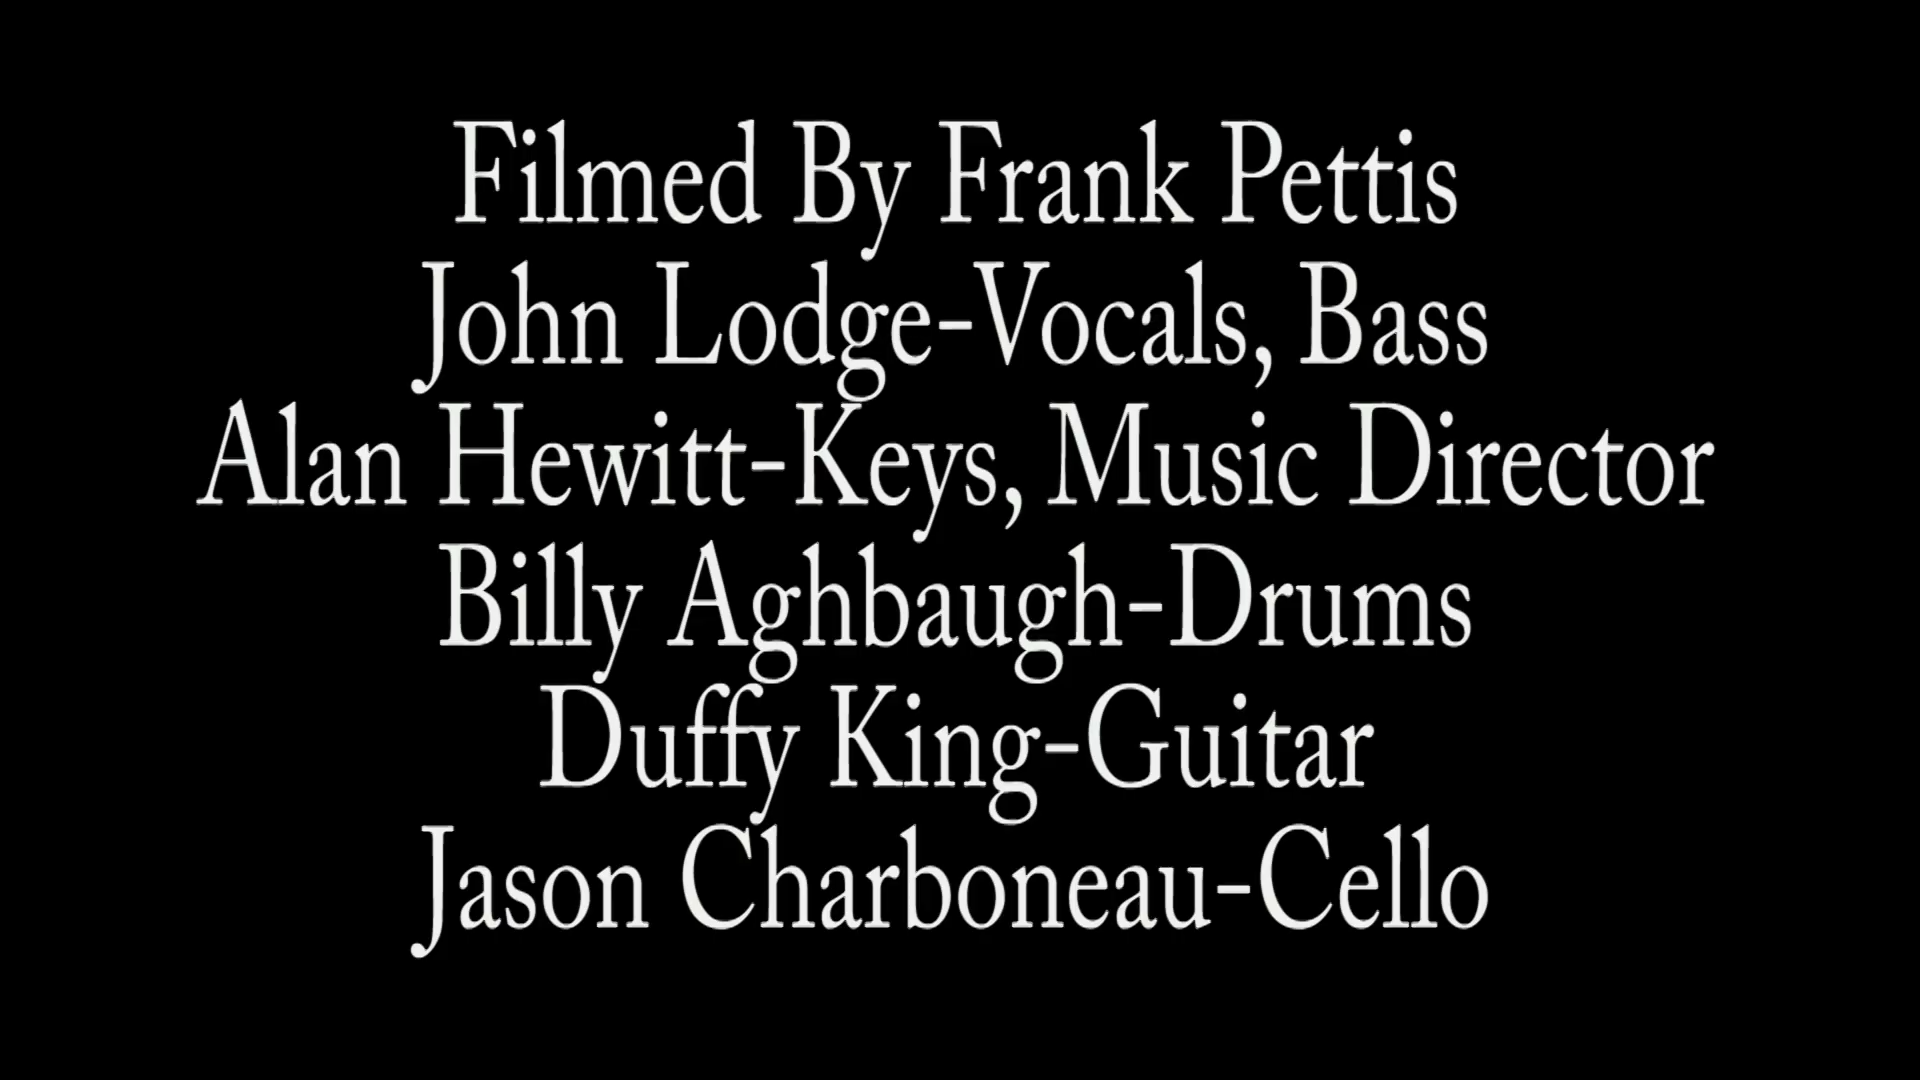 Filmed By Frank Pettis
John Lodge-Vocals, Bass
Alan Hewitt-Keys, Music Director
Billy Aghbaugh-Drums
Duffy King-Guitar
Jason Charboneau-Cello